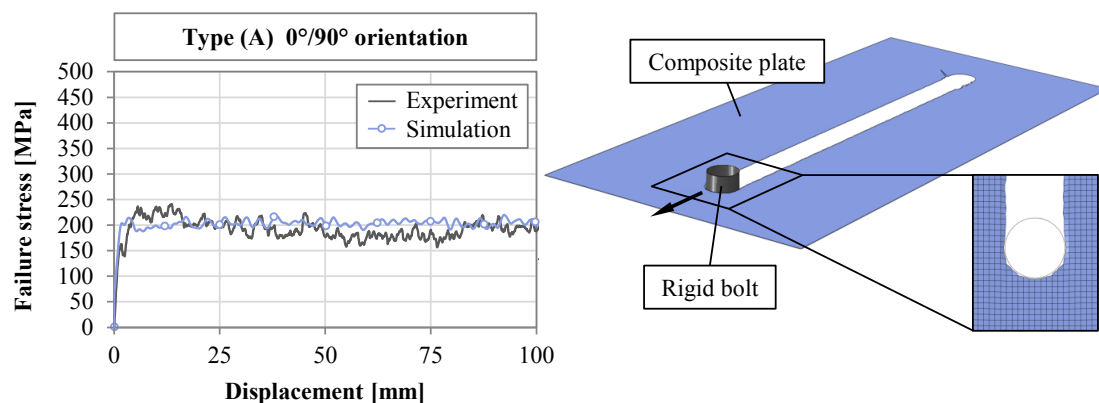 Type (A)  0°/90° orientation
Failure stress [MPa]
500
450
400
350
300
250
200
150
100
50
0
Experiment
Simulation
0
25
50
75
100
Displacement [mm]
Composite plate
Rigid bolt